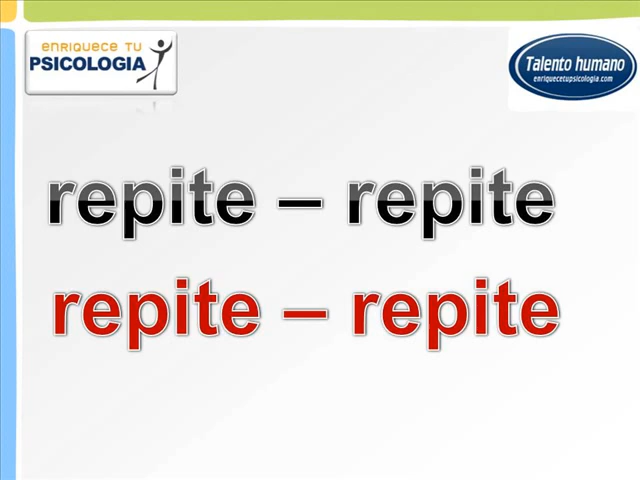 enriquece tu
PSICOLOGIA
Talento humano
enriquecetupsicologia.com
repite – repite
repite – repite